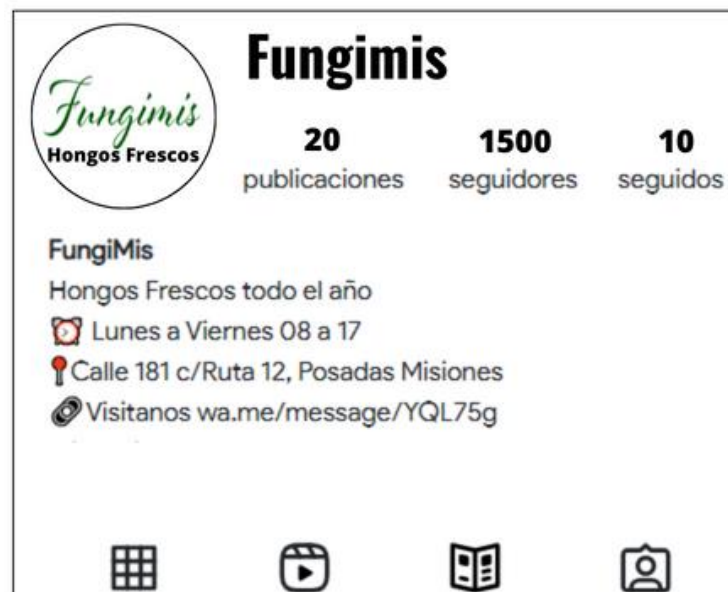 Fungimis
Hongos Frescos
Fungimis
20 1500 10
publicaciones seguidores seguidos
FungiMis
Hongos Frescos todo el año
⏰ Lunes a Viernes 08 a 17
📍Calle 181 c/Ruta 12, Posadas Misiones
🔗Visitanos wa.me/message/YQL75g